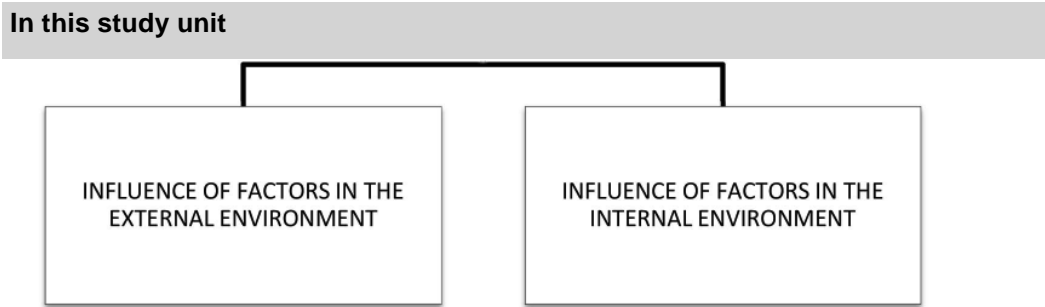 In this study unit
INFLUENCE OF FACTORS IN THE
EXTERNAL ENVIRONMENT
INFLUENCE OF FACTORS IN THE
INTERNAL ENVIRONMENT